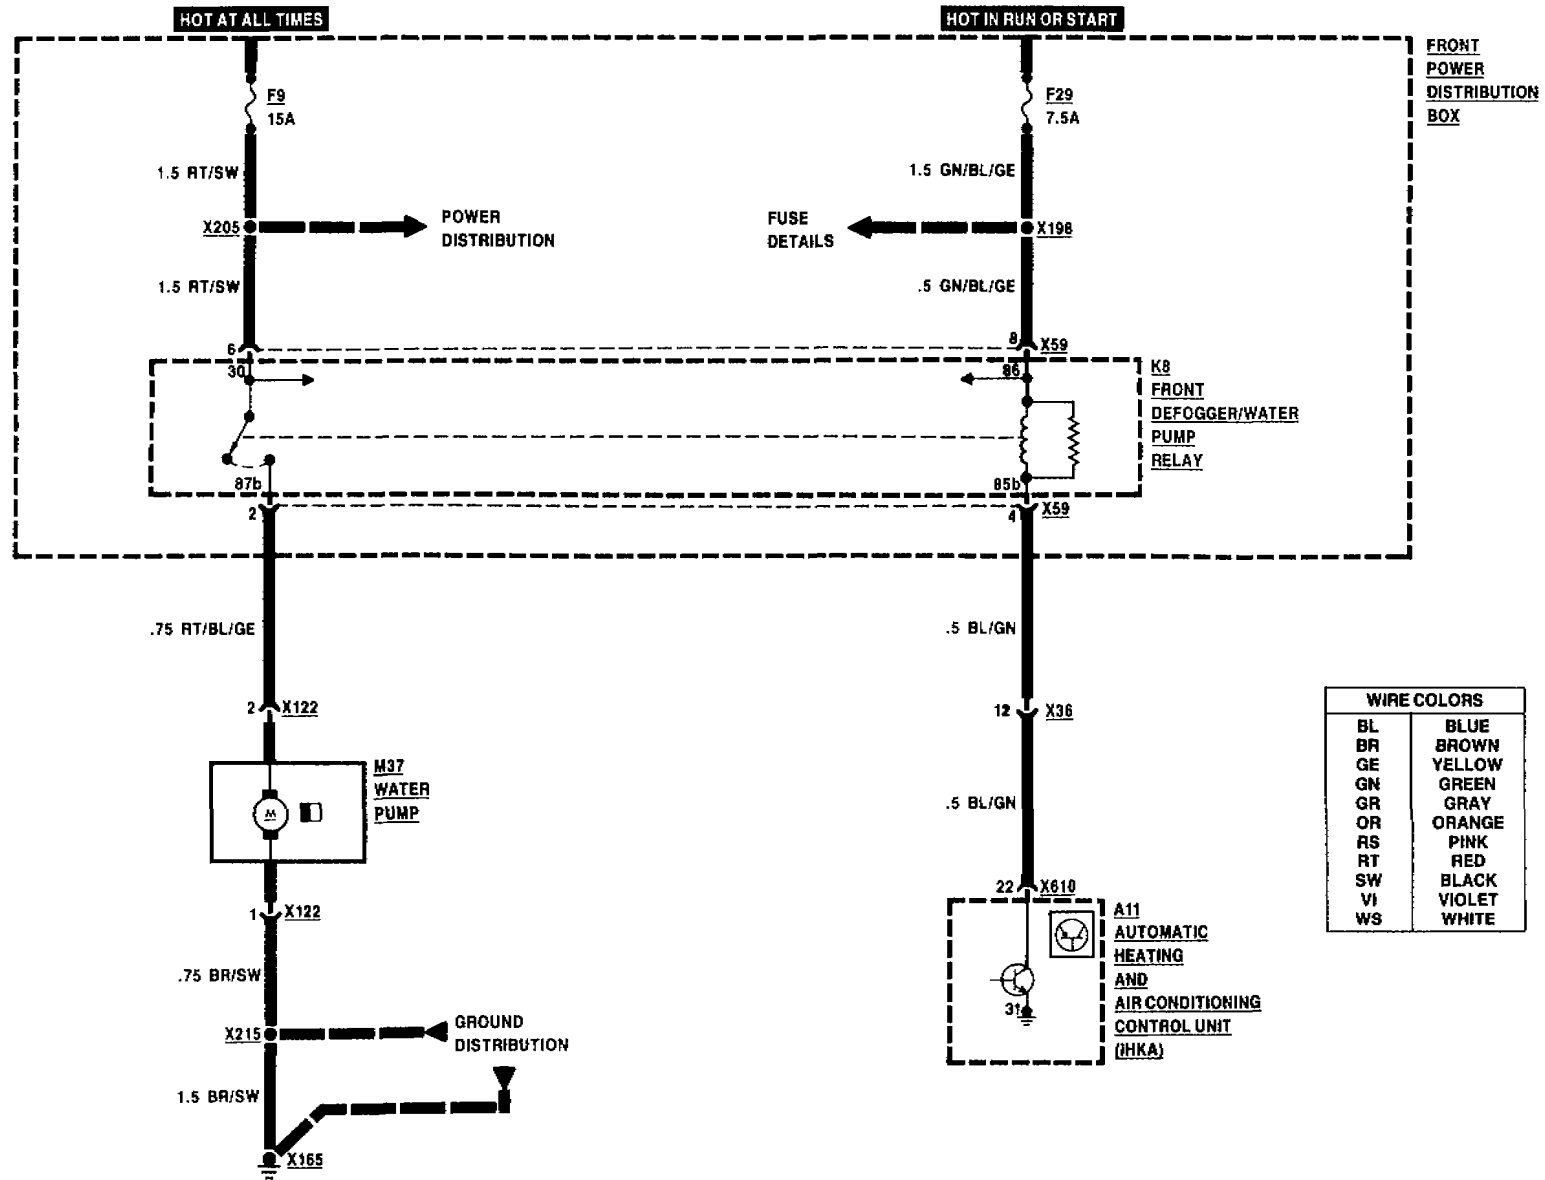 HOT AT ALL TIMES
HOT IN RUN OR START
FRONT
POWER
DISTRIBUTION
BOX
F9
15A
F29
7.5A
1.5 RT/SW
1.5 GN/BL/GE
X205
POWER
DISTRIBUTION
FUSE
DETAILS
X198
1.5 RT/SW
.5 GN/BL/GE
6
8
X59
30
86
K8
FRONT
DEFOGGER/WATER
PUMP
RELAY
87b
85b
2
4
X59
.75 RT/BL/GE
.5 BL/GN
2
X122
12
X36
M37
WATER
PUMP
M
.5 BL/GN
1
X122
22
X610
A11
AUTOMATIC
HEATING
AND
AIR CONDITIONING
CONTROL UNIT
(IHKA)
31
.75 BR/SW
X215
GROUND
DISTRIBUTION
1.5 BR/SW
X165
WIRE COLORS
BL BLUE
BR BROWN
GE YELLOW
GN GREEN
GR GRAY
OR ORANGE
RS PINK
RT RED
SW BLACK
VI VIOLET
WS WHITE